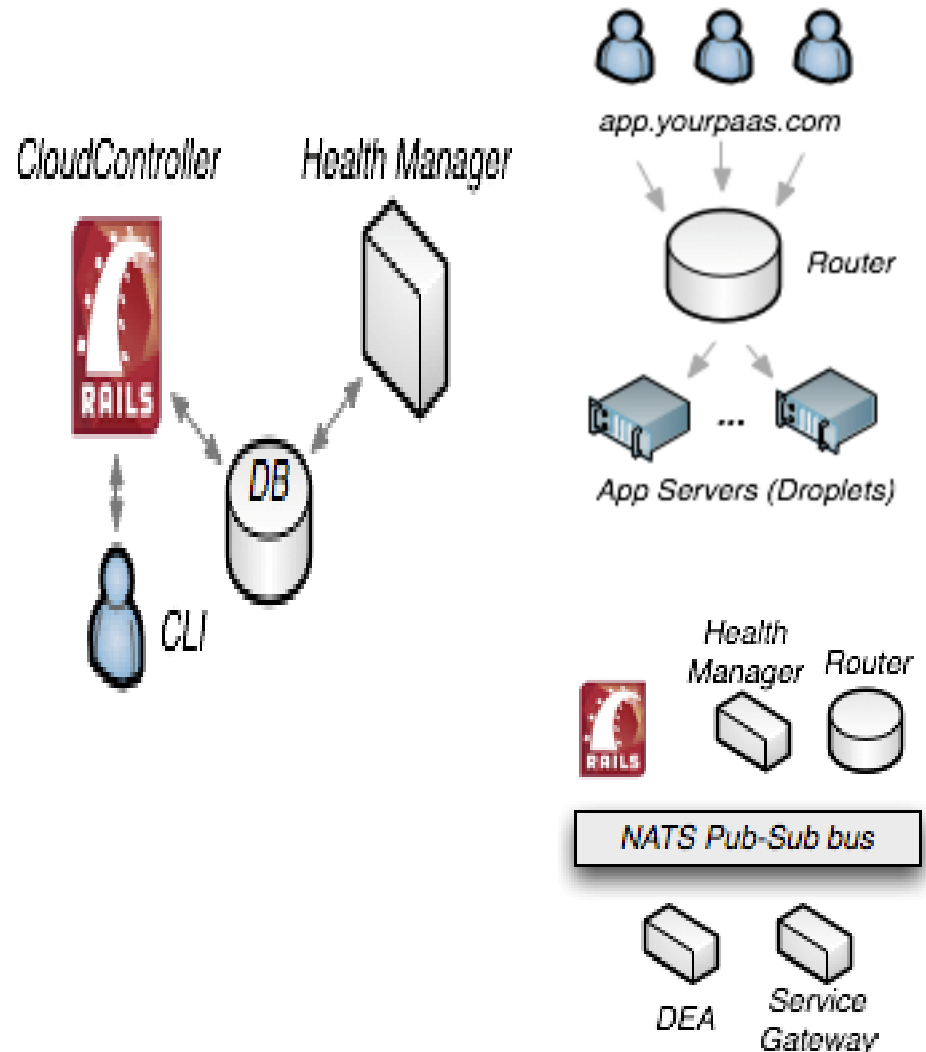 CloudController
Health Manager
RAILS
DB
CLI
app.yourpaas.com
Router
...
App Servers (Droplets)
Health
Manager
Router
RAILS
NATS Pub-Sub bus
DEA
Service
Gateway